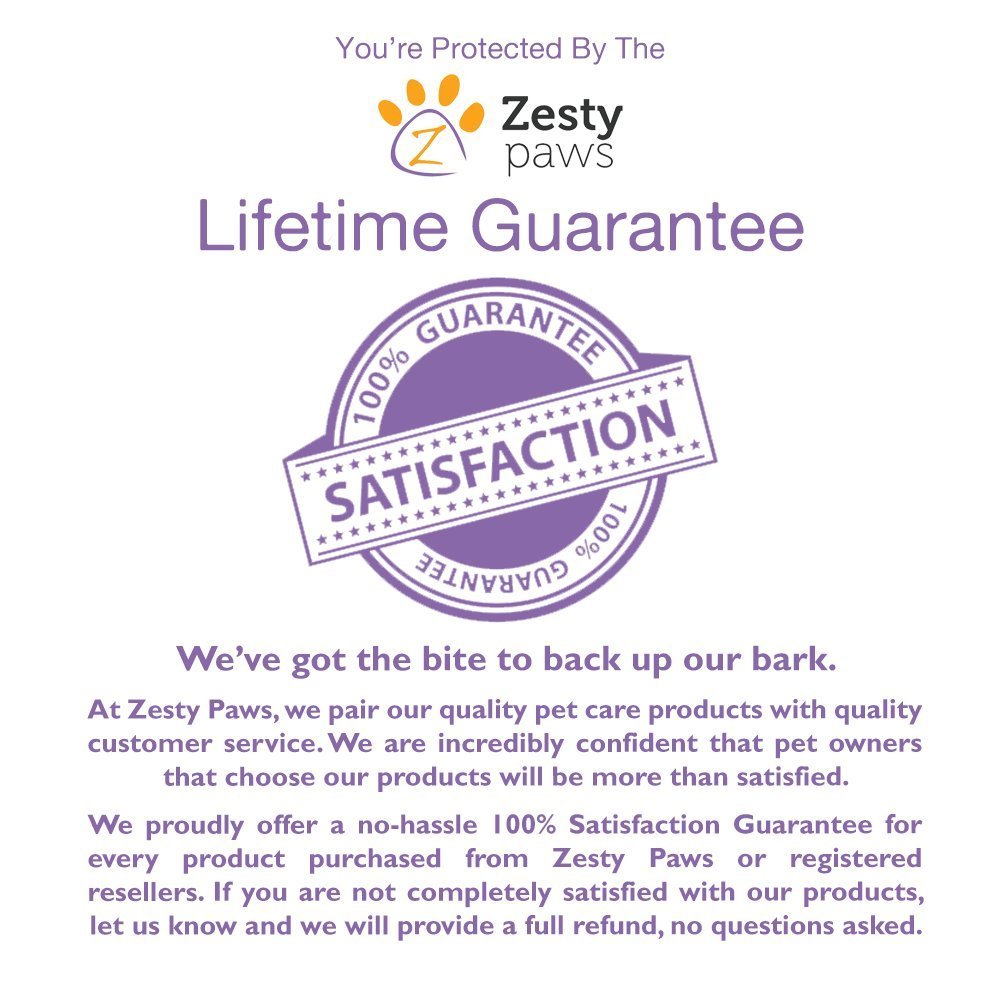 You're Protected By The
Z
Zesty
paws
Lifetime Guarantee
100% GUARANTEE
SATISFACTION
100% GUARANTEE
We've got the bite to back up our bark.
At Zesty Paws, we pair our quality pet care products with quality
customer service. We are incredibly confident that pet owners
that choose our products will be more than satisfied.
We proudly offer a no-hassle 100% Satisfaction Guarantee for
every product purchased from Zesty Paws or registered
resellers. If you are not completely satisfied with our products,
let us know and we will provide a full refund, no questions asked.